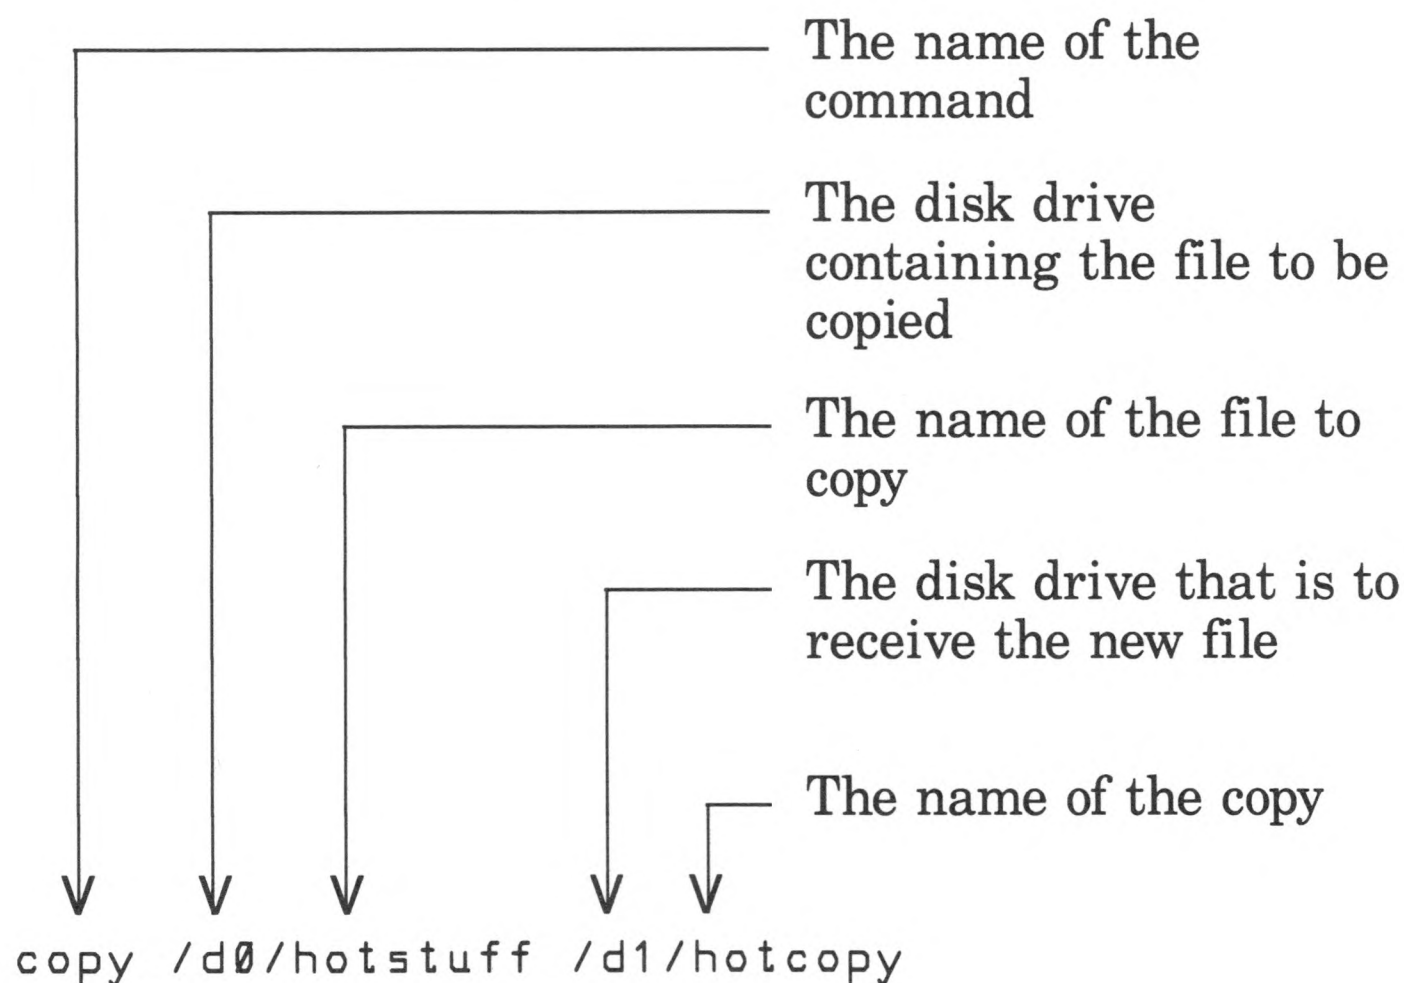 The name of the
command
The disk drive
containing the file to be
copied
The name of the file to
copy
The disk drive that is to
receive the new file
The name of the copy
copy /d0/hotstuff /d1/hotcopy